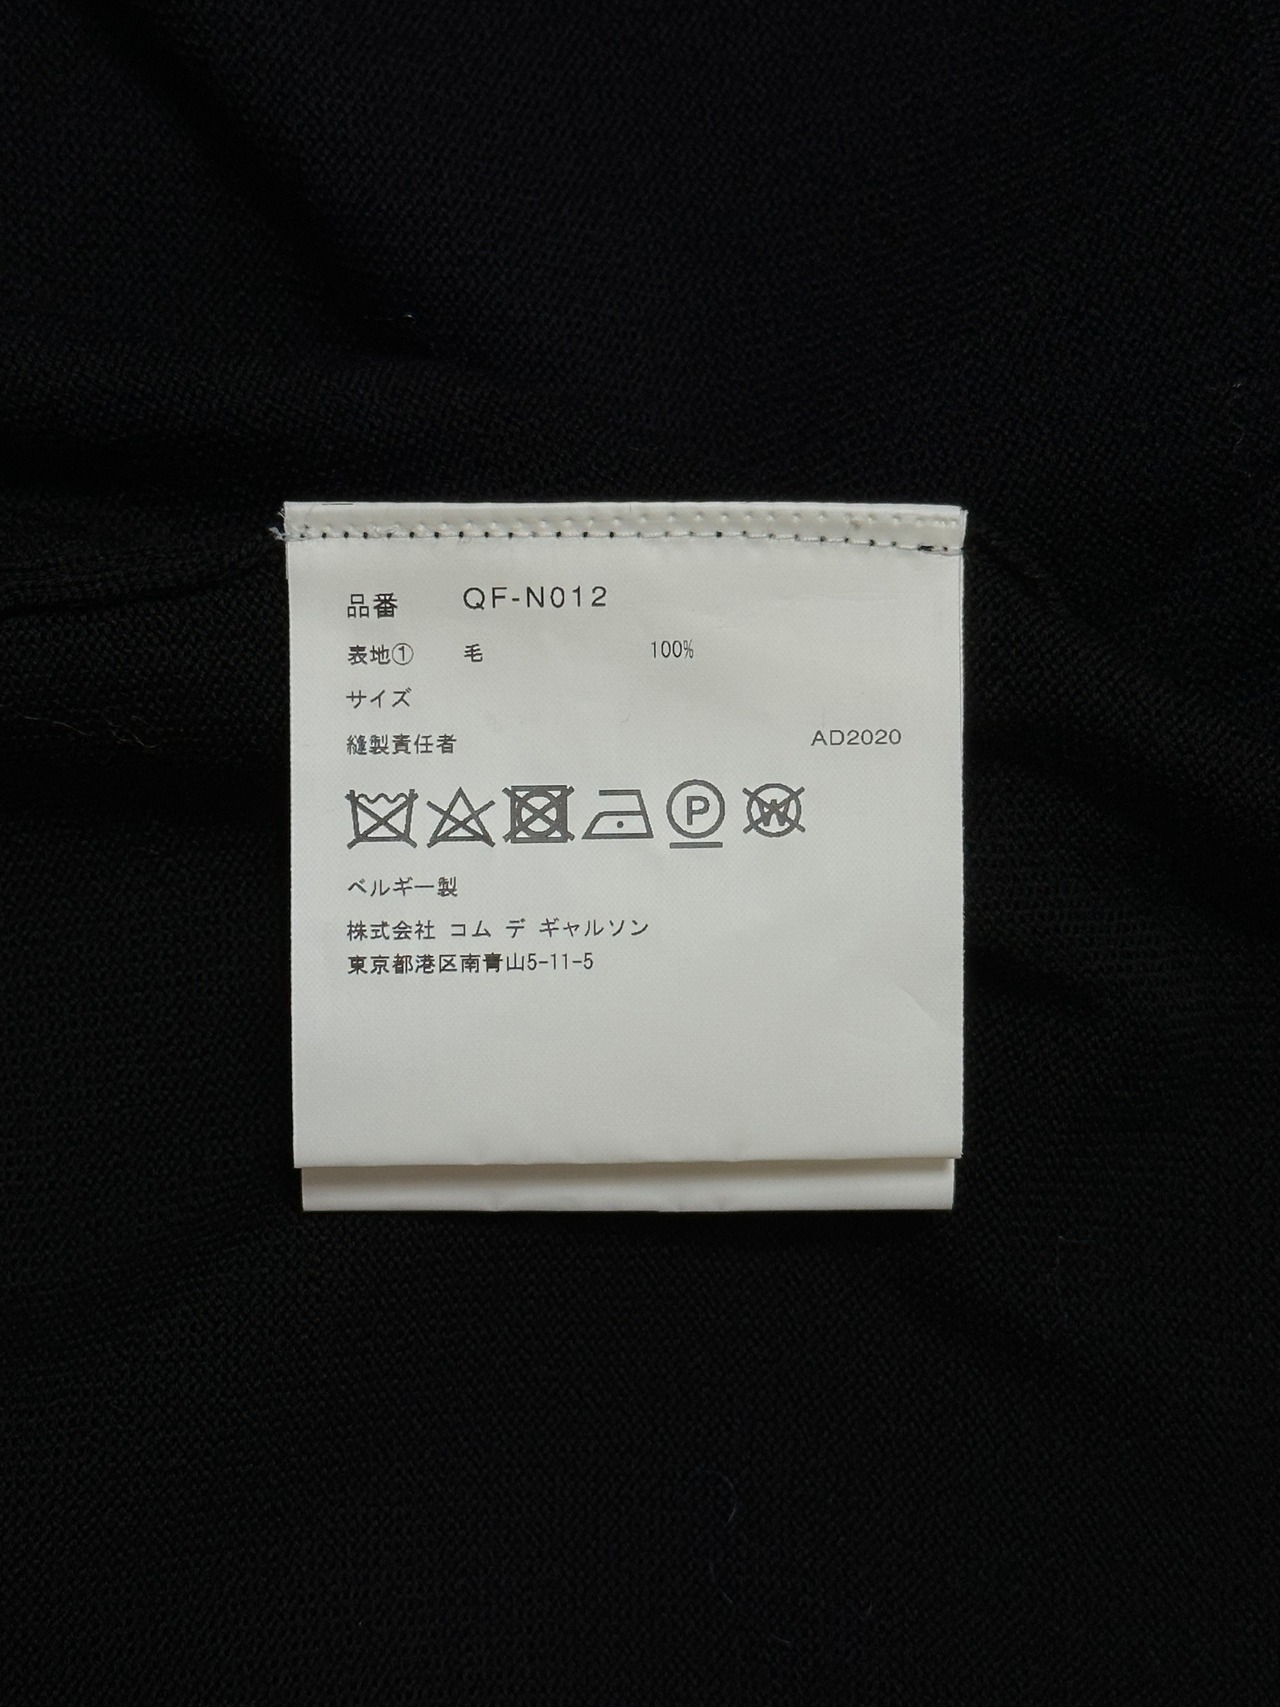 品番 QF-N012
表地① 毛 100%
サイズ
縫製責任者 AD2020
P W
ベルギー製
株式会社 コム デ ギャルソン
東京都港区南青山5-11-5